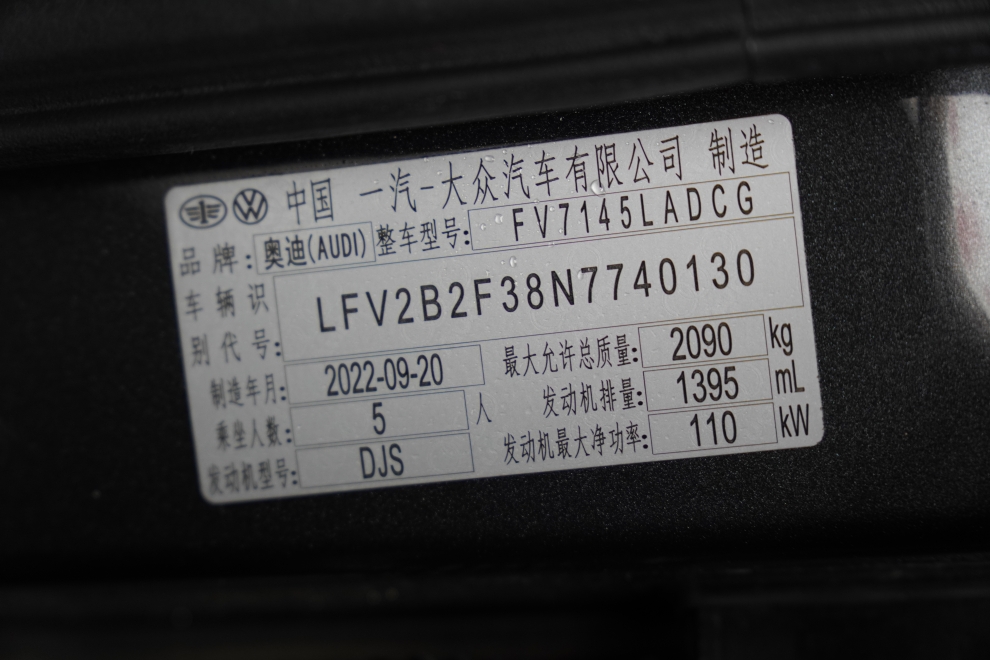 中国 一汽-大众汽车有限公司 制造
品牌:奥迪(AUDI) 整车型号: FV7145LADCG
车辆识别代号: LFV2B2F38N7740130
制造年月: 2022-09-20 最大允许总质量: 2090 kg
乘坐人数: 5 人 发动机排量: 1395 mL
发动机型号: DJS 发动机最大净功率: 110 kW